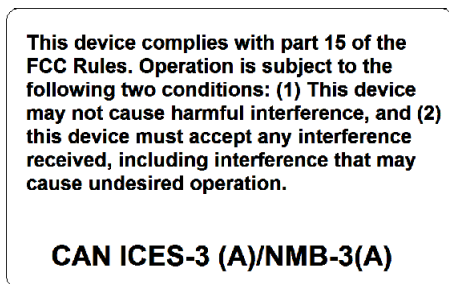 This device complies with part 15 of the
FCC Rules. Operation is subject to the
following two conditions: (1) This device
may not cause harmful interference, and (2)
this device must accept any interference
received, including interference that may
cause undesired operation.
CAN ICES-3 (A)/NMB-3(A)